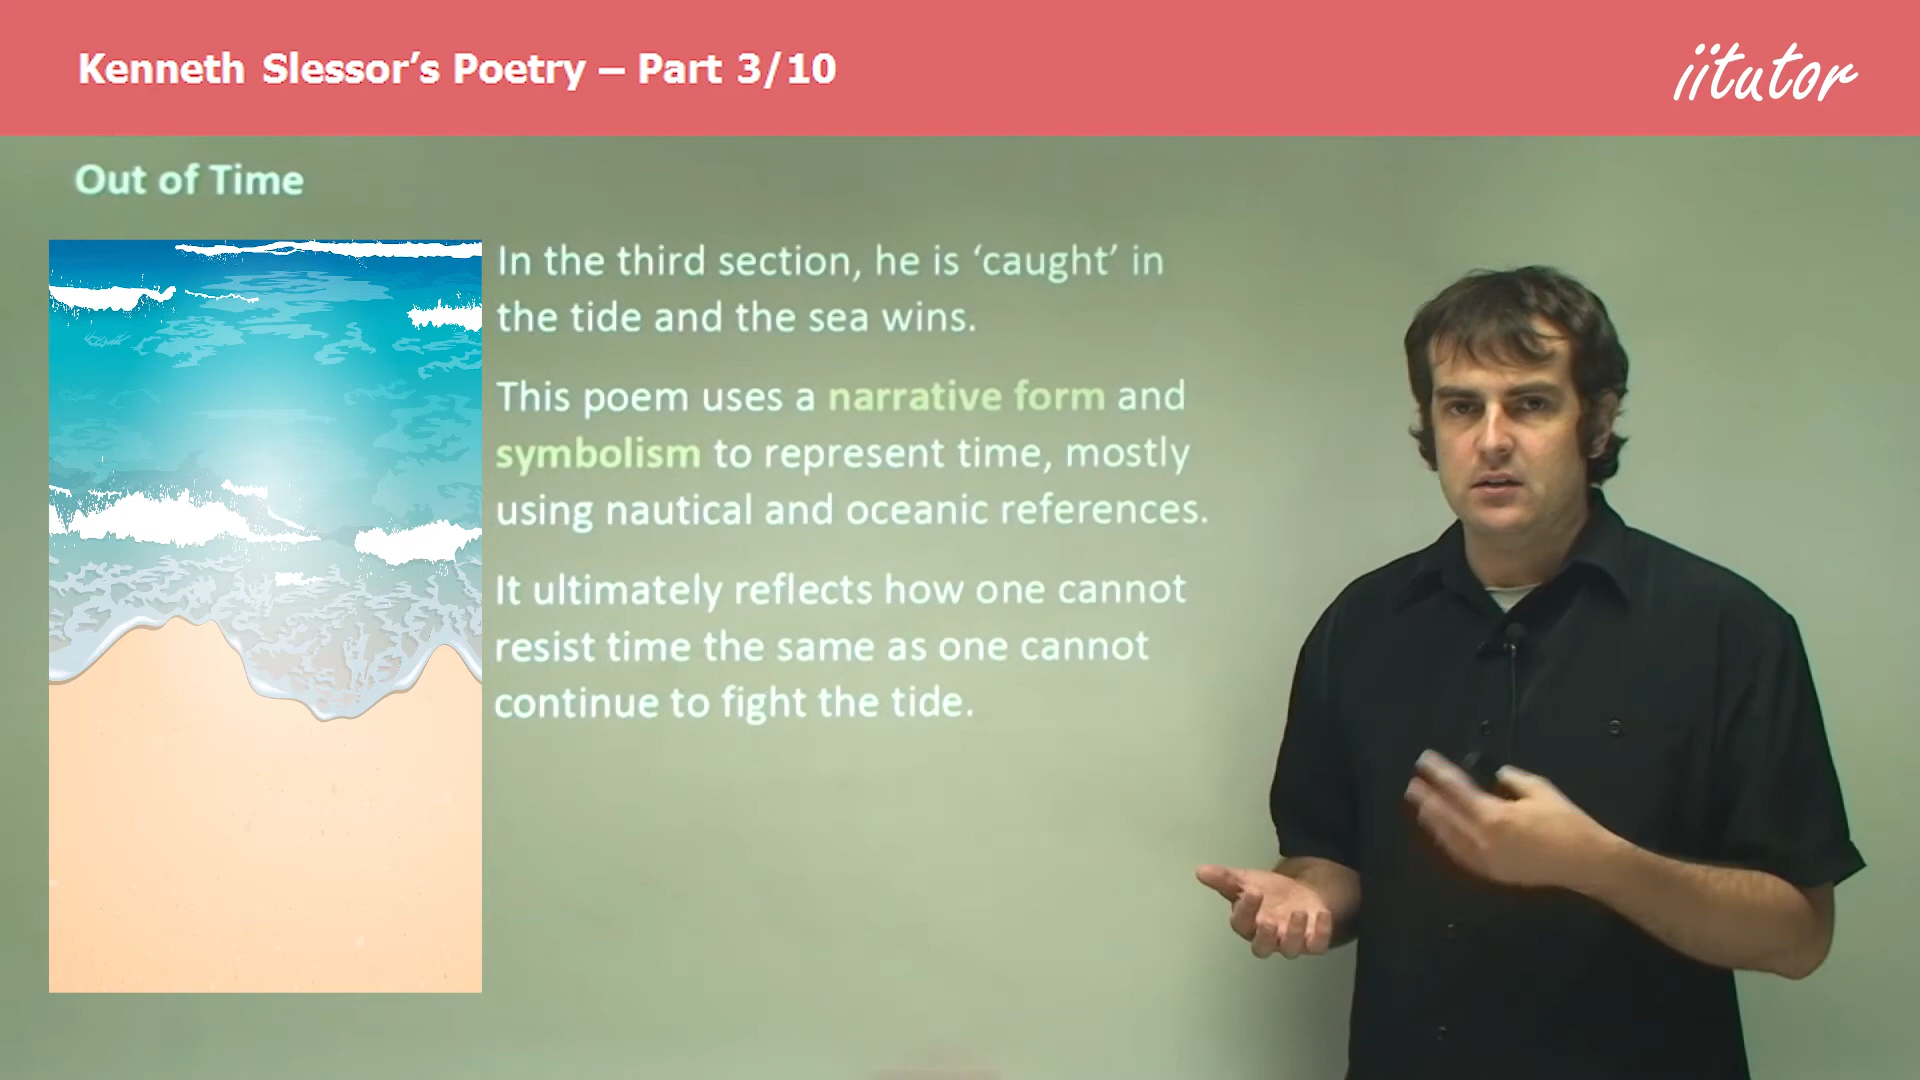 Kenneth Slessor’s Poetry – Part 3/10
iitutor
Out of Time
In the third section, he is ‘caught’ in
the tide and the sea wins.
This poem uses a narrative form and
symbolism to represent time, mostly
using nautical and oceanic references.
It ultimately reflects how one cannot
resist time the same as one cannot
continue to fight the tide.